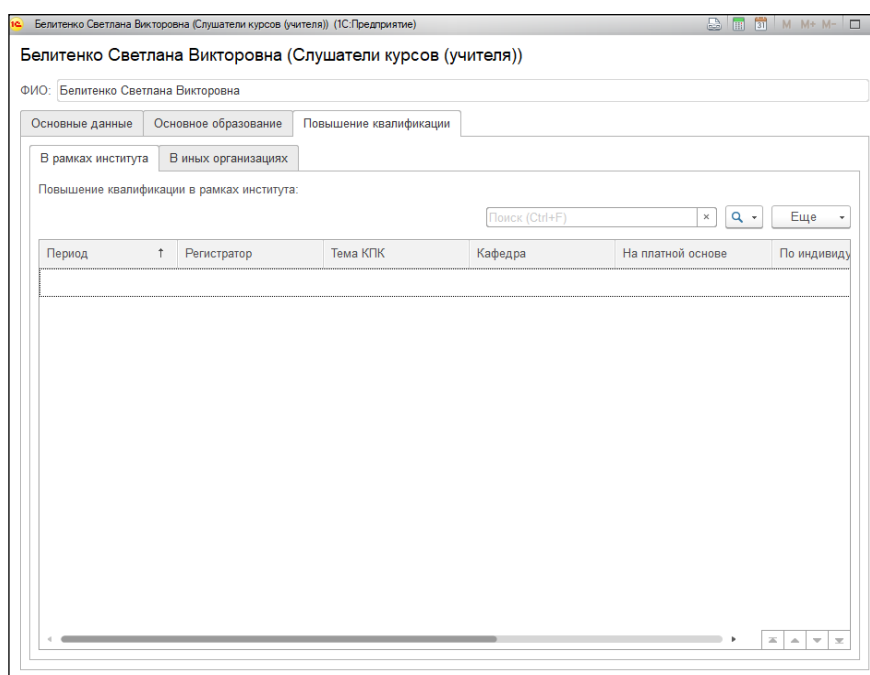 Белитенко Светлана Викторовна (Слушатели курсов (учителя)) (1С:Предприятие)
M M+ M-
Белитенко Светлана Викторовна (Слушатели курсов (учителя))
ФИО: Белитенко Светлана Викторовна
Основные данные Основное образование Повышение квалификации
В рамках института В иных организациях
Повышение квалификации в рамках института:
Поиск (Ctrl+F) × Еще
Период ↑ Регистратор Тема КПК Кафедра На платной основе По индивиду